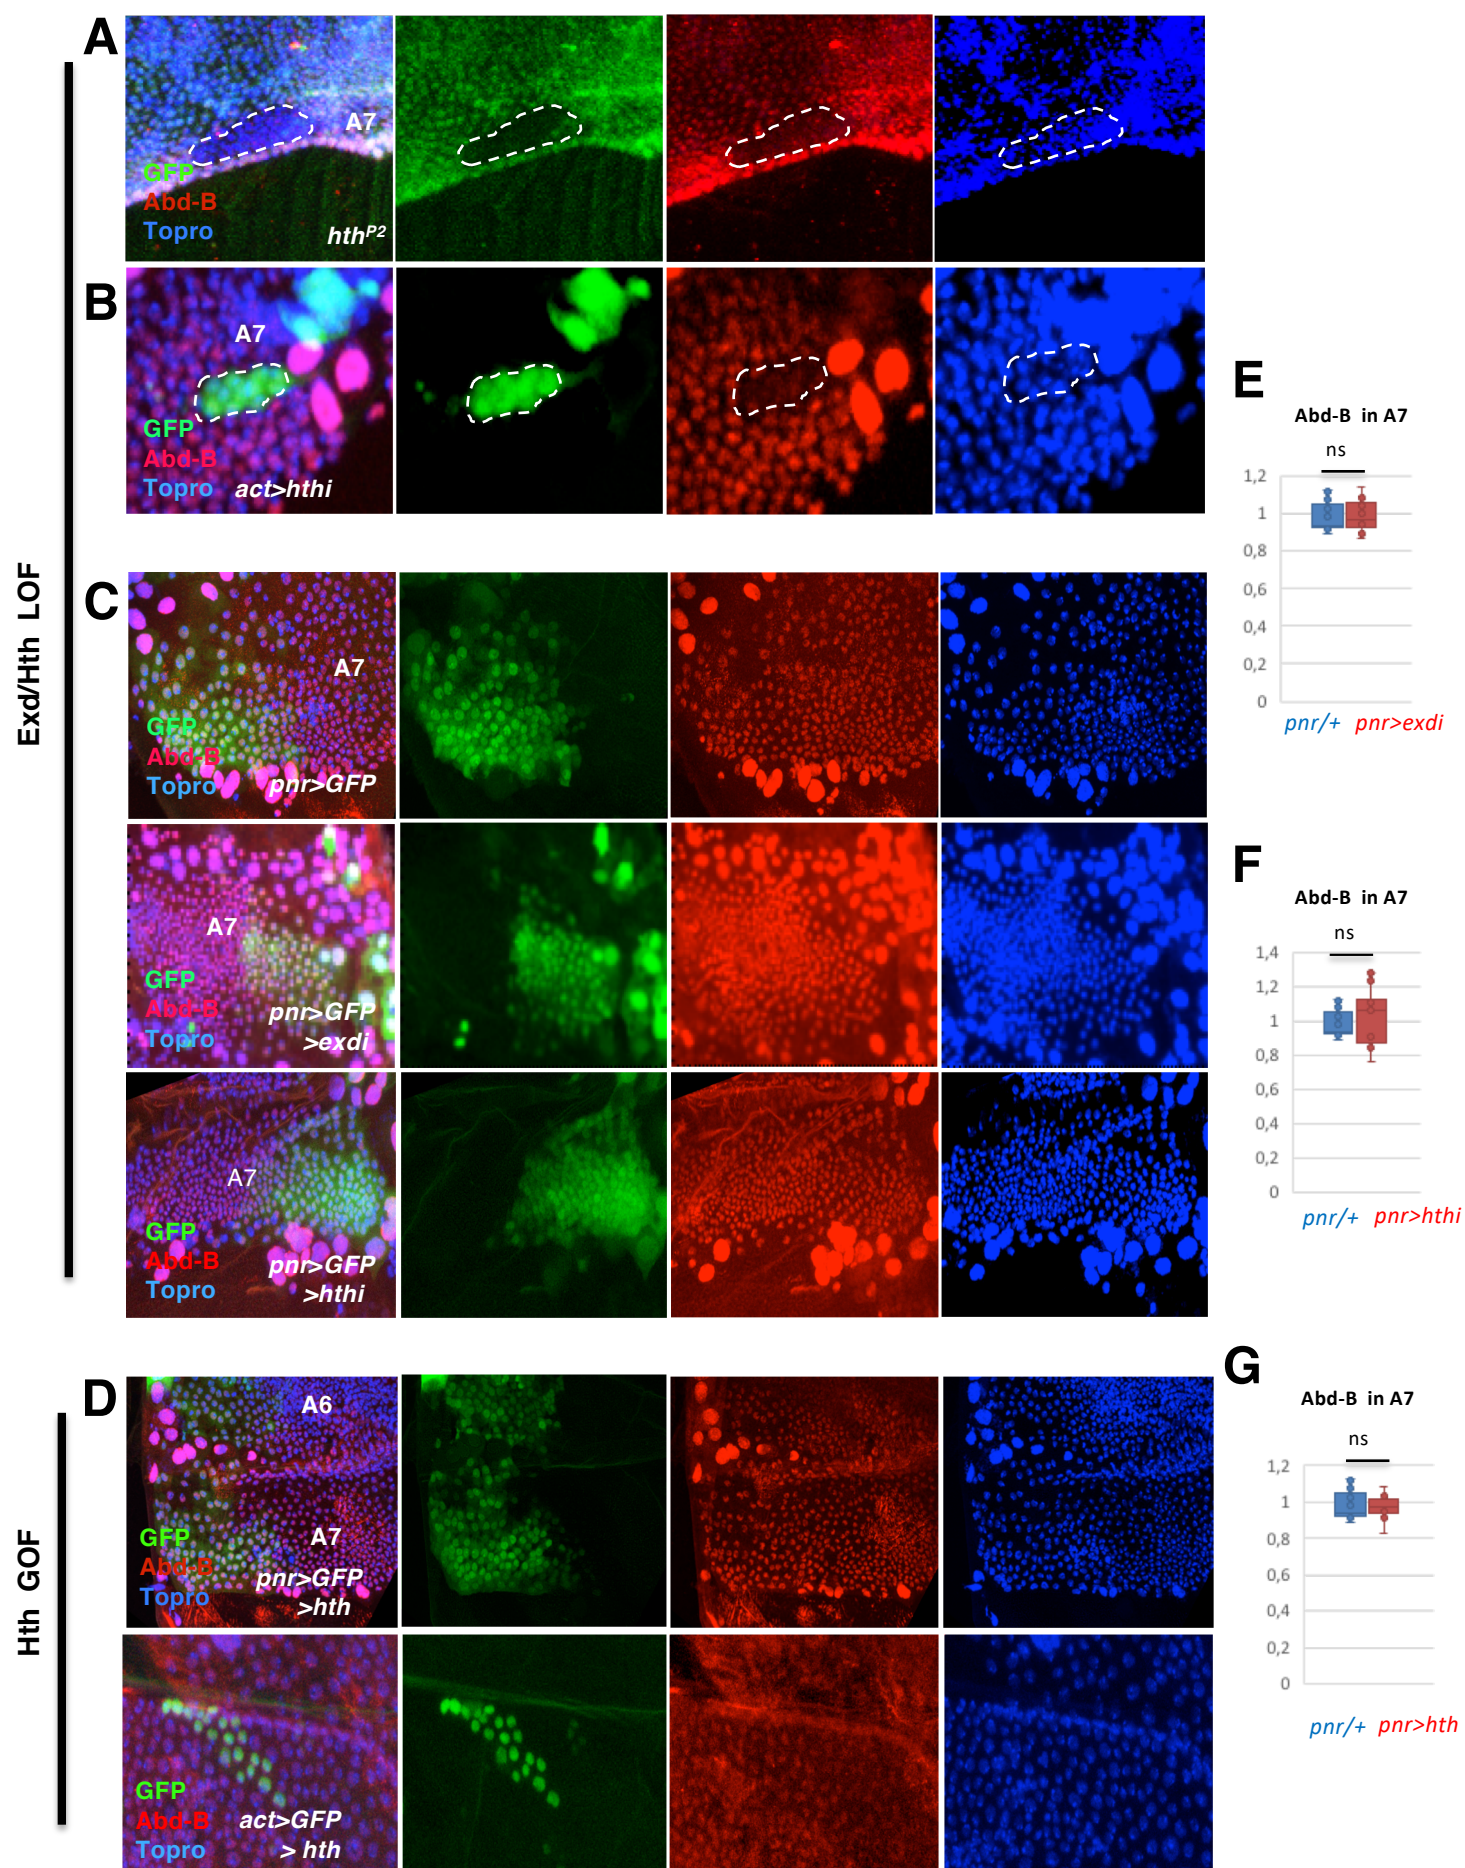 Exd/Hth LOF
A
A7
GFP
Abd-B
Topro
hthP2
B
A7
GFP
Abd-B
Topro
act>hthi
C
A7
GFP
Abd-B
Topro
pnr>GFP
A7
GFP
Abd-B
Topro
pnr>GFP
>exdi
A7
GFP
Abd-B
Topro
pnr>GFP
>hthi
Hth GOF
D
A6
A7
GFP
Abd-B
Topro
pnr>GFP
>hth
GFP
Abd-B
Topro
act>GFP
> hth
E
Abd-B in A7
ns
1,2
1
0,8
0,6
0,4
0,2
0
pnr/+ pnr>exdi
F
Abd-B in A7
ns
1,4
1,2
1
0,8
0,6
0,4
0,2
0
pnr/+ pnr>hthi
G
Abd-B in A7
ns
1,2
1
0,8
0,6
0,4
0,2
0
pnr/+ pnr>hth